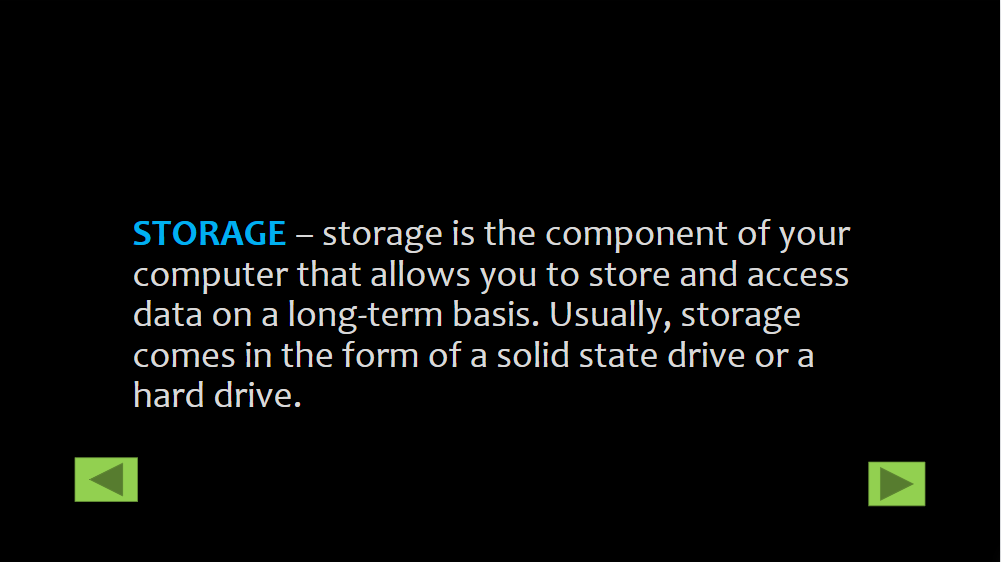 STORAGE – storage is the component of your
computer that allows you to store and access
data on a long-term basis. Usually, storage
comes in the form of a solid state drive or a
hard drive.